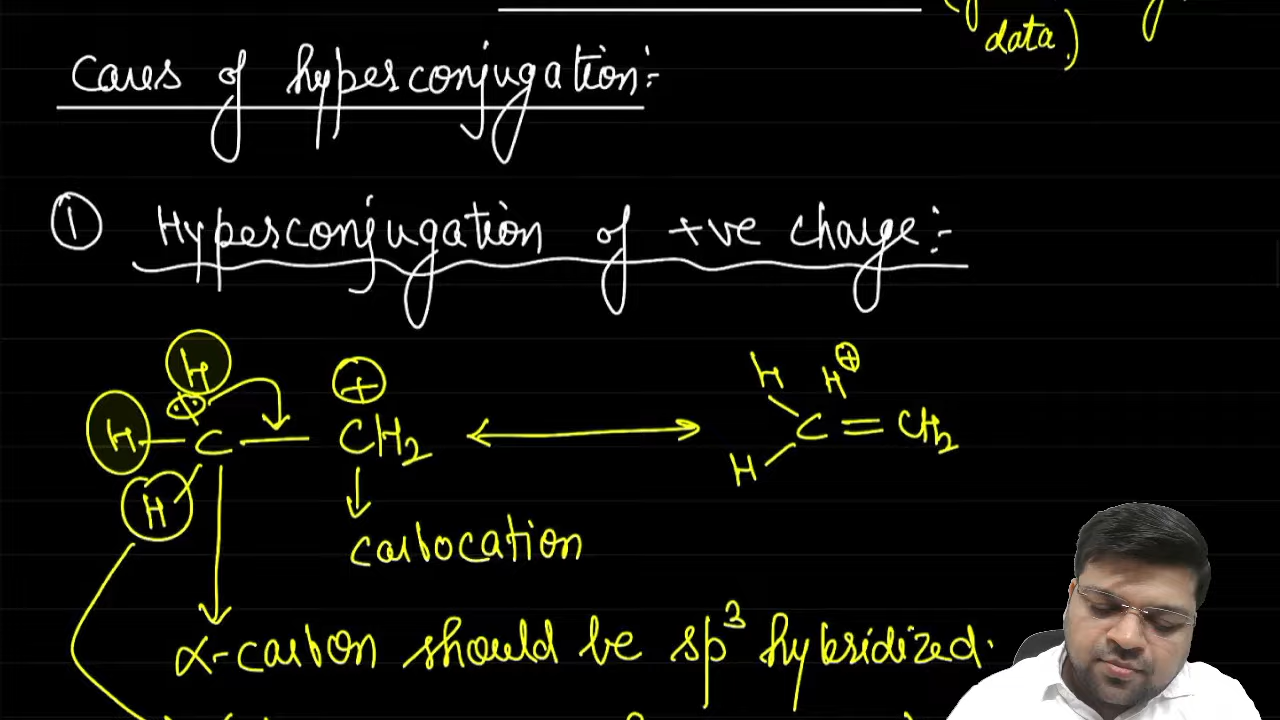 data)
Cases of hyperconjugation:-
① Hyperconjugation of +ve charge:-
H H ⊕
H ⊕
H C CH2 C = CH2
H H
carbocation
α-carbon should be sp³ hybridized.